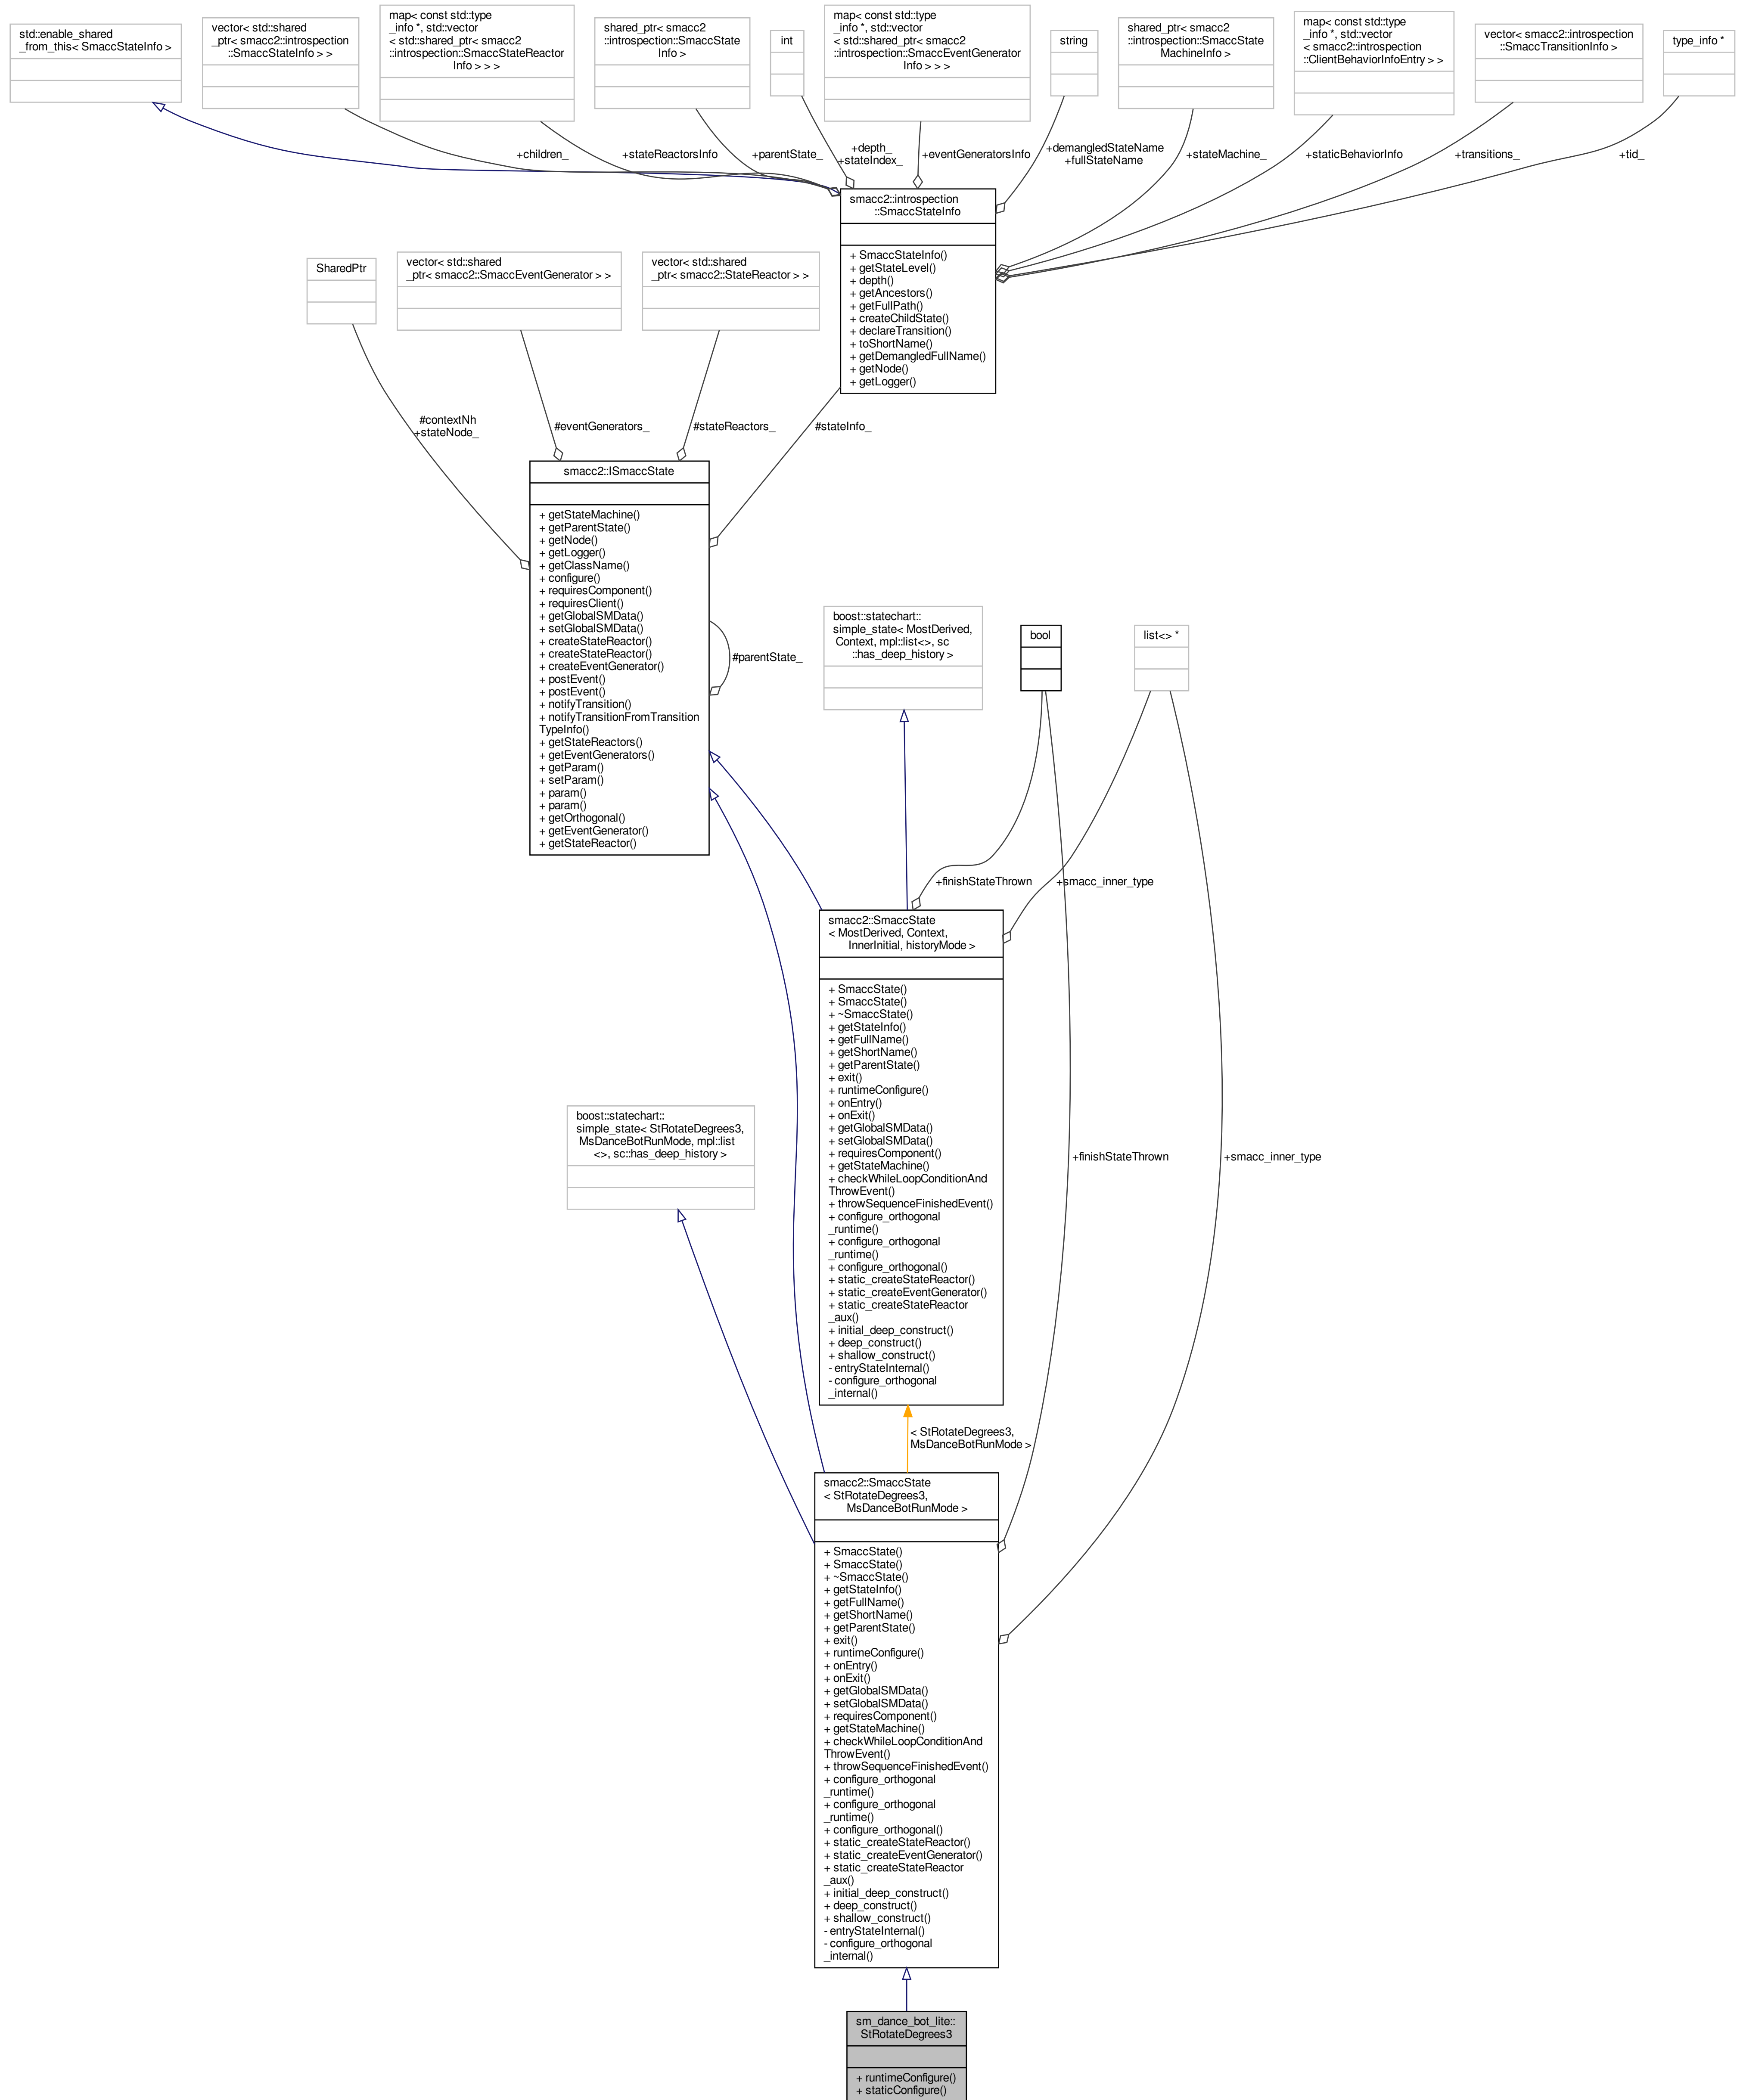 std::enable_shared
_from_this< SmaccStateInfo >
vector< std::shared
_ptr< smacc2::introspection
::SmaccStateInfo > >
map< const std::type
_info *, std::vector
< std::shared_ptr< smacc2
::introspection::SmaccStateReactor
Info > > >
shared_ptr< smacc2
::introspection::SmaccState
Info >
int
map< const std::type
_info *, std::vector
< std::shared_ptr< smacc2
::introspection::SmaccEventGenerator
Info > > >
string
shared_ptr< smacc2
::introspection::SmaccState
MachineInfo >
map< const std::type
_info *, std::vector
< smacc2::introspection
::ClientBehaviorInfoEntry > >
vector< smacc2::introspection
::SmaccTransitionInfo >
type_info *
+children_
+stateReactorsInfo
+parentState_
+depth_
+stateIndex_
+eventGeneratorsInfo
+demangledStateName
+fullStateName
+stateMachine_
+staticBehaviorInfo
+transitions_
+tid_
smacc2::introspection
::SmaccStateInfo
+ SmaccStateInfo()
+ getStateLevel()
+ depth()
+ getAncestors()
+ getFullPath()
+ createChildState()
+ declareTransition()
+ toShortName()
+ getDemangledFullName()
+ getNode()
+ getLogger()
SharedPtr
vector< std::shared
_ptr< smacc2::SmaccEventGenerator > >
vector< std::shared
_ptr< smacc2::StateReactor > >
#contextNh
+stateNode_
#eventGenerators_
#stateReactors_
#stateInfo_
smacc2::ISmaccState
+ getStateMachine()
+ getParentState()
+ getNode()
+ getLogger()
+ getClassName()
+ configure()
+ requiresComponent()
+ requiresClient()
+ getGlobalSMData()
+ setGlobalSMData()
+ createStateReactor()
+ createStateReactor()
+ createEventGenerator()
+ postEvent()
+ postEvent()
+ notifyTransition()
+ notifyTransitionFromTransition
TypeInfo()
+ getStateReactors()
+ getEventGenerators()
+ getParam()
+ setParam()
+ param()
+ param()
+ getOrthogonal()
+ getEventGenerator()
+ getStateReactor()
#parentState_
boost::statechart::
simple_state< MostDerived,
Context, mpl::list<>, sc
::has_deep_history >
bool
list<> *
+finishStateThrown
+smacc_inner_type
smacc2::SmaccState
< MostDerived, Context,
InnerInitial, historyMode >
+ SmaccState()
+ SmaccState()
+ ~SmaccState()
+ getStateInfo()
+ getFullName()
+ getShortName()
+ getParentState()
+ exit()
+ runtimeConfigure()
+ onEntry()
+ onExit()
+ getGlobalSMData()
+ setGlobalSMData()
+ requiresComponent()
+ getStateMachine()
+ checkWhileLoopConditionAnd
ThrowEvent()
+ throwSequenceFinishedEvent()
+ configure_orthogonal
_runtime()
+ configure_orthogonal
_runtime()
+ configure_orthogonal()
+ static_createStateReactor()
+ static_createEventGenerator()
+ static_createStateReactor
_aux()
+ initial_deep_construct()
+ deep_construct()
+ shallow_construct()
- entryStateInternal()
- configure_orthogonal
_internal()
boost::statechart::
simple_state< StRotateDegrees3,
MsDanceBotRunMode, mpl::list
<>, sc::has_deep_history >
+finishStateThrown
+smacc_inner_type
< StRotateDegrees3,
MsDanceBotRunMode >
smacc2::SmaccState
< StRotateDegrees3,
MsDanceBotRunMode >
+ SmaccState()
+ SmaccState()
+ ~SmaccState()
+ getStateInfo()
+ getFullName()
+ getShortName()
+ getParentState()
+ exit()
+ runtimeConfigure()
+ onEntry()
+ onExit()
+ getGlobalSMData()
+ setGlobalSMData()
+ requiresComponent()
+ getStateMachine()
+ checkWhileLoopConditionAnd
ThrowEvent()
+ throwSequenceFinishedEvent()
+ configure_orthogonal
_runtime()
+ configure_orthogonal
_runtime()
+ configure_orthogonal()
+ static_createStateReactor()
+ static_createEventGenerator()
+ static_createStateReactor
_aux()
+ initial_deep_construct()
+ deep_construct()
+ shallow_construct()
- entryStateInternal()
- configure_orthogonal
_internal()
sm_dance_bot_lite::
StRotateDegrees3
+ runtimeConfigure()
+ staticConfigure()